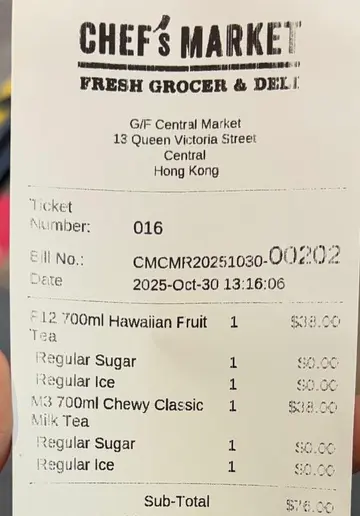 CHEF's MARKET
FRESH GROCER & DELI
G/F Central Market
13 Queen Victoria Street
Central
Hong Kong
Ticket
Number: 016
Bill No.: CMCMR20251030-00202
Date 2025-Oct-30 13:16:06
F12 700ml Hawaiian Fruit 1 $38.00
Tea
Regular Sugar 1 $0.00
Regular Ice 1 $0.00
M3 700ml Chewy Classic 1 $38.00
Milk Tea
Regular Sugar 1 $0.00
Regular Ice 1 $0.00
Sub-Total $76.00